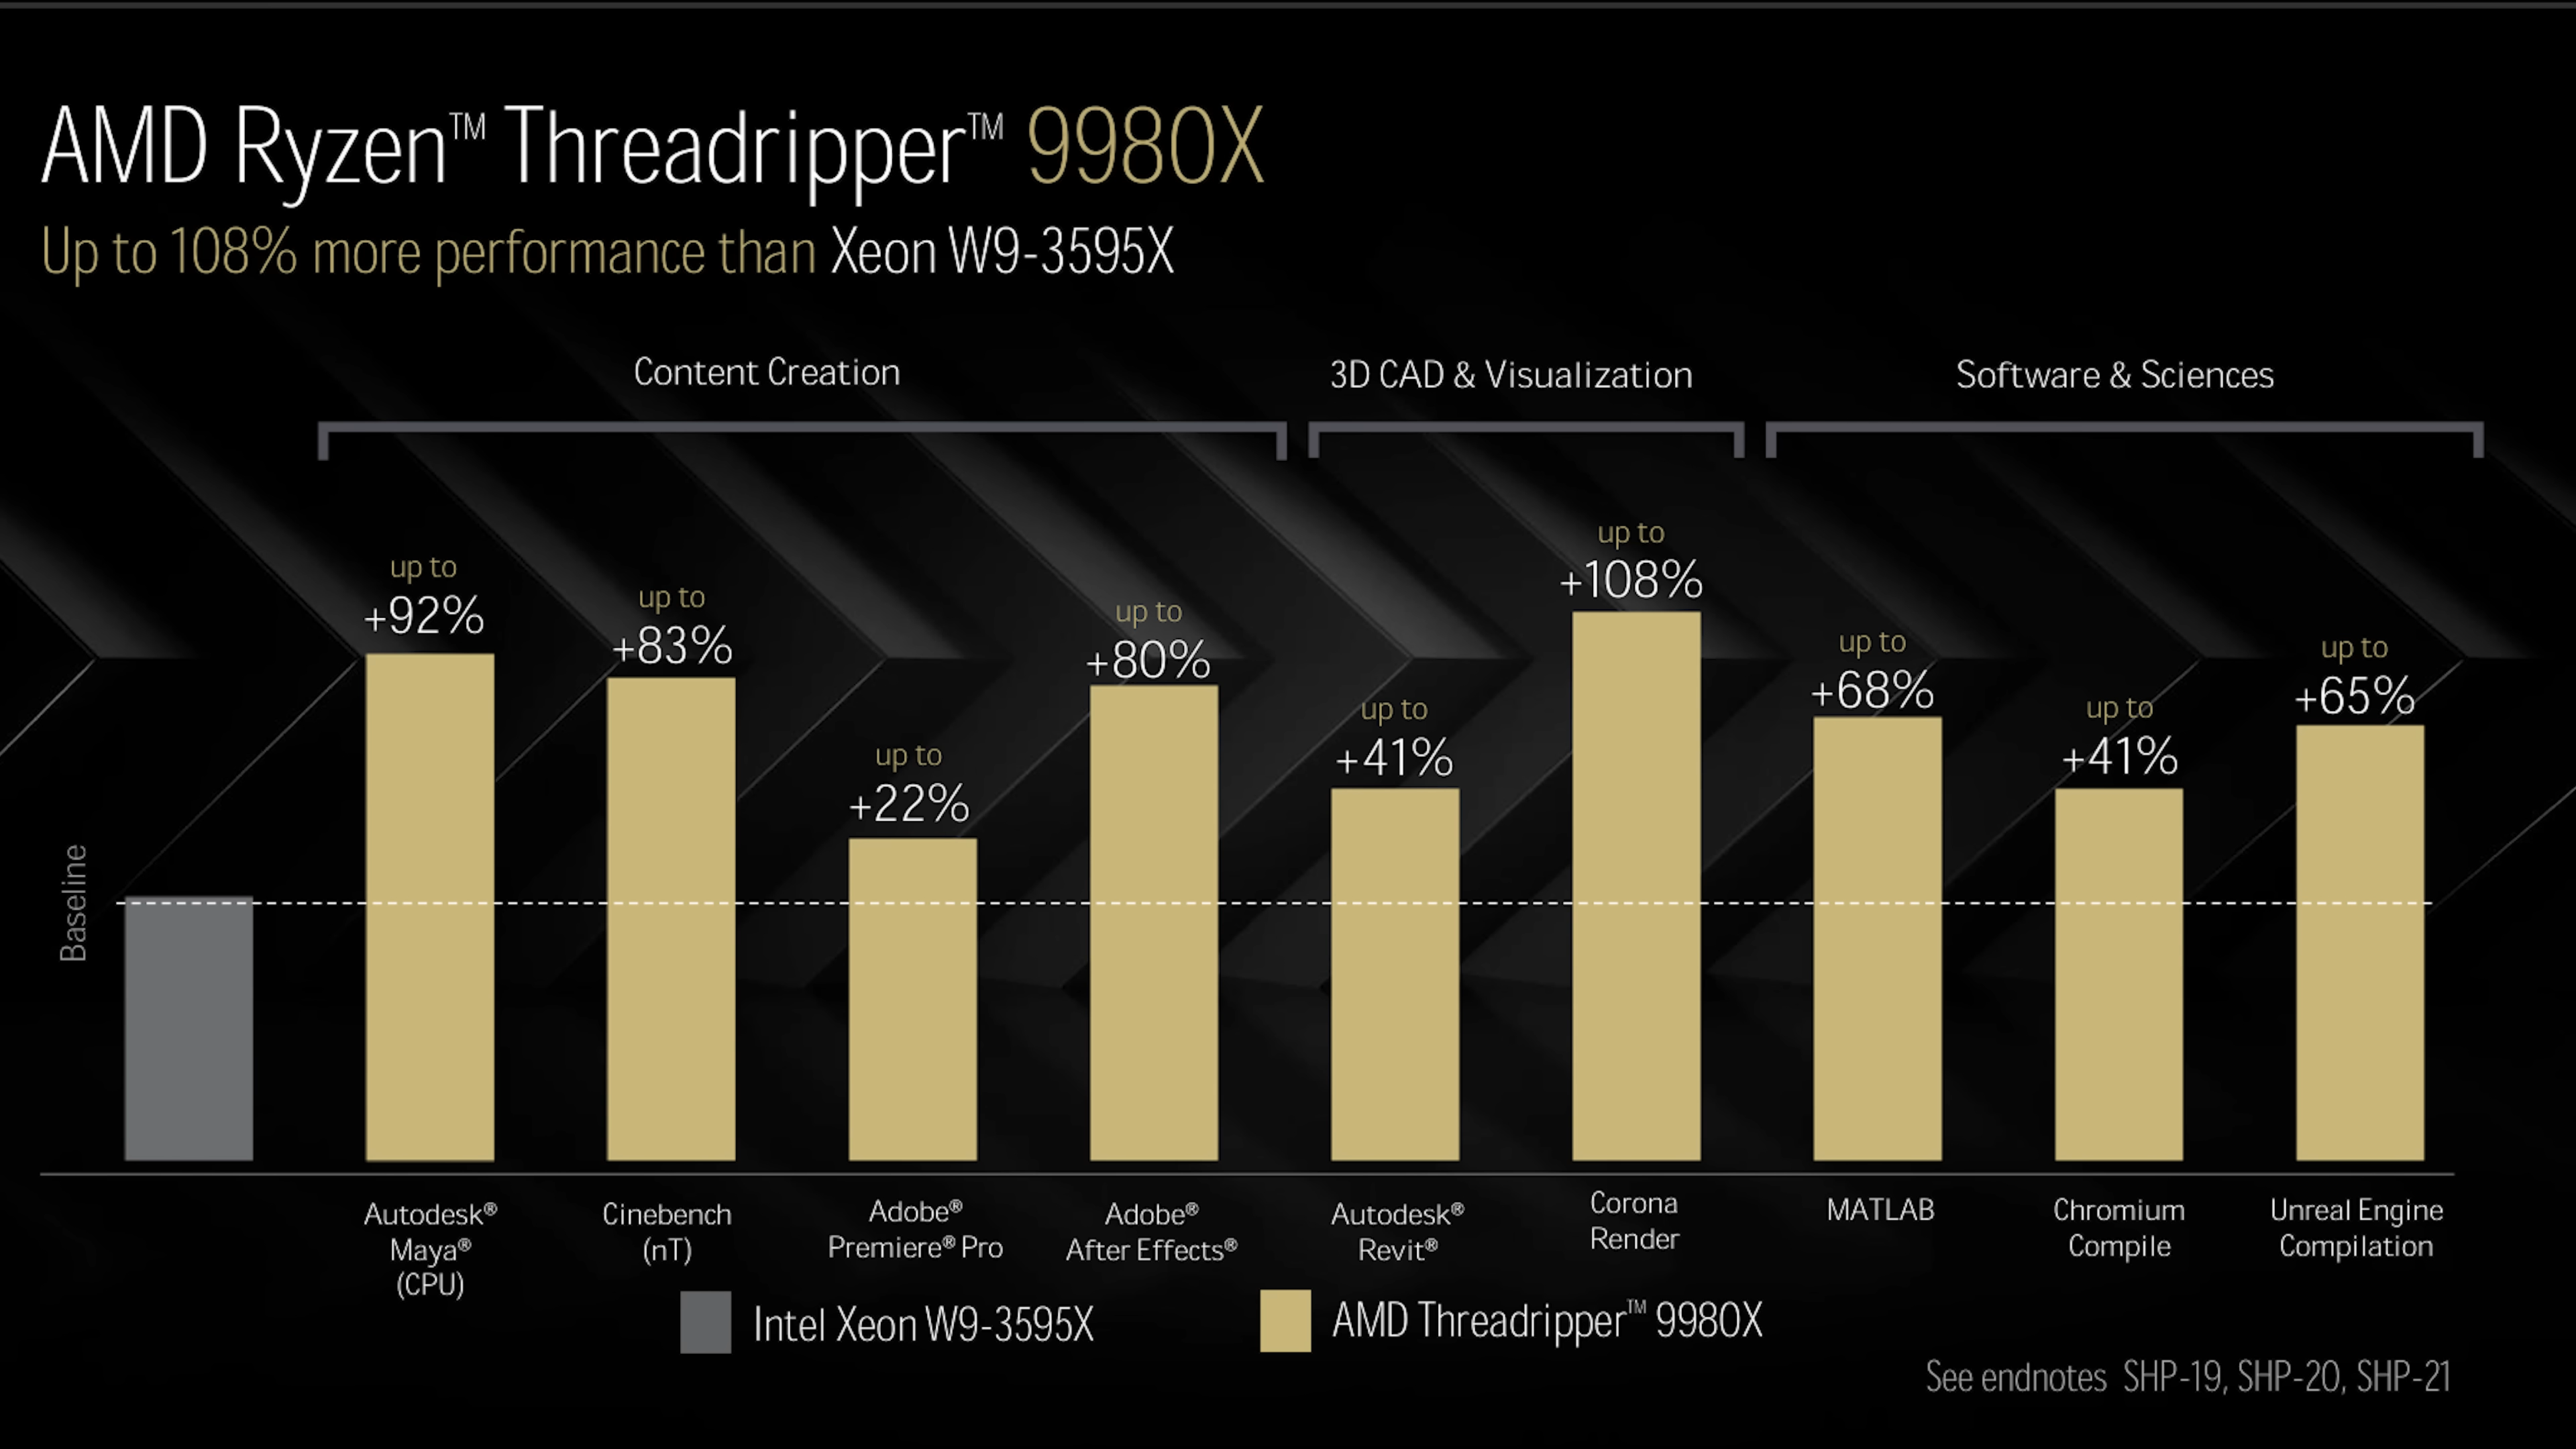 AMD Ryzen™ Threadripper™ 9980X
Up to 108% more performance than Xeon W9-3595X
Content Creation
3D CAD & Visualization
Software & Sciences
up to
+92%
up to
+83%
up to
+22%
up to
+80%
up to
+41%
up to
+108%
up to
+68%
up to
+41%
up to
+65%
Baseline
Autodesk®
Maya®
(CPU)
Cinebench
(nT)
Adobe®
Premiere® Pro
Adobe®
After Effects®
Autodesk®
Revit®
Corona
Render
MATLAB
Chromium
Compile
Unreal Engine
Compilation
Intel Xeon W9-3595X
AMD Threadripper™ 9980X
See endnotes SHP-19, SHP-20, SHP-21